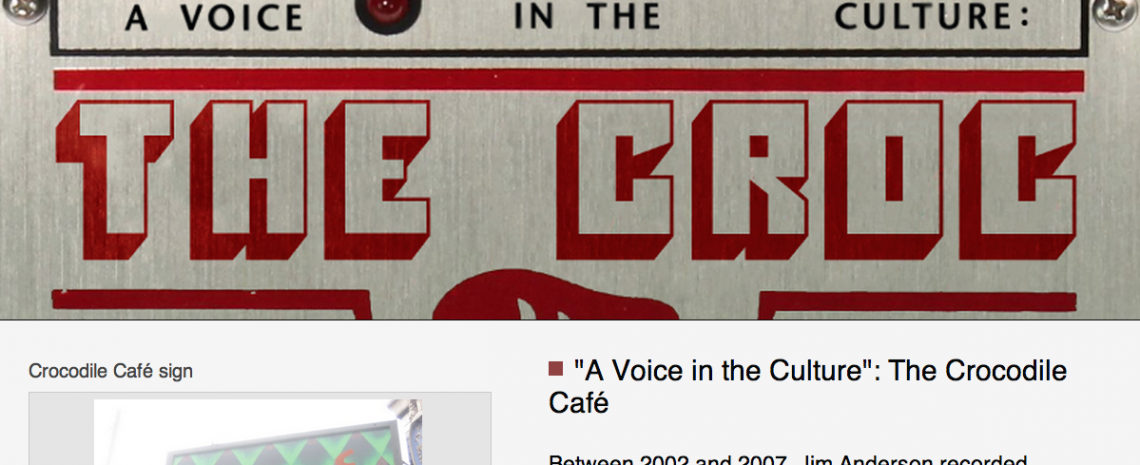 A VOICE IN THE CULTURE:
THE CROC
Crocodile Café sign
"A Voice in the Culture": The Crocodile
Café
Between 2002 and 2007, Jim Anderson recorded